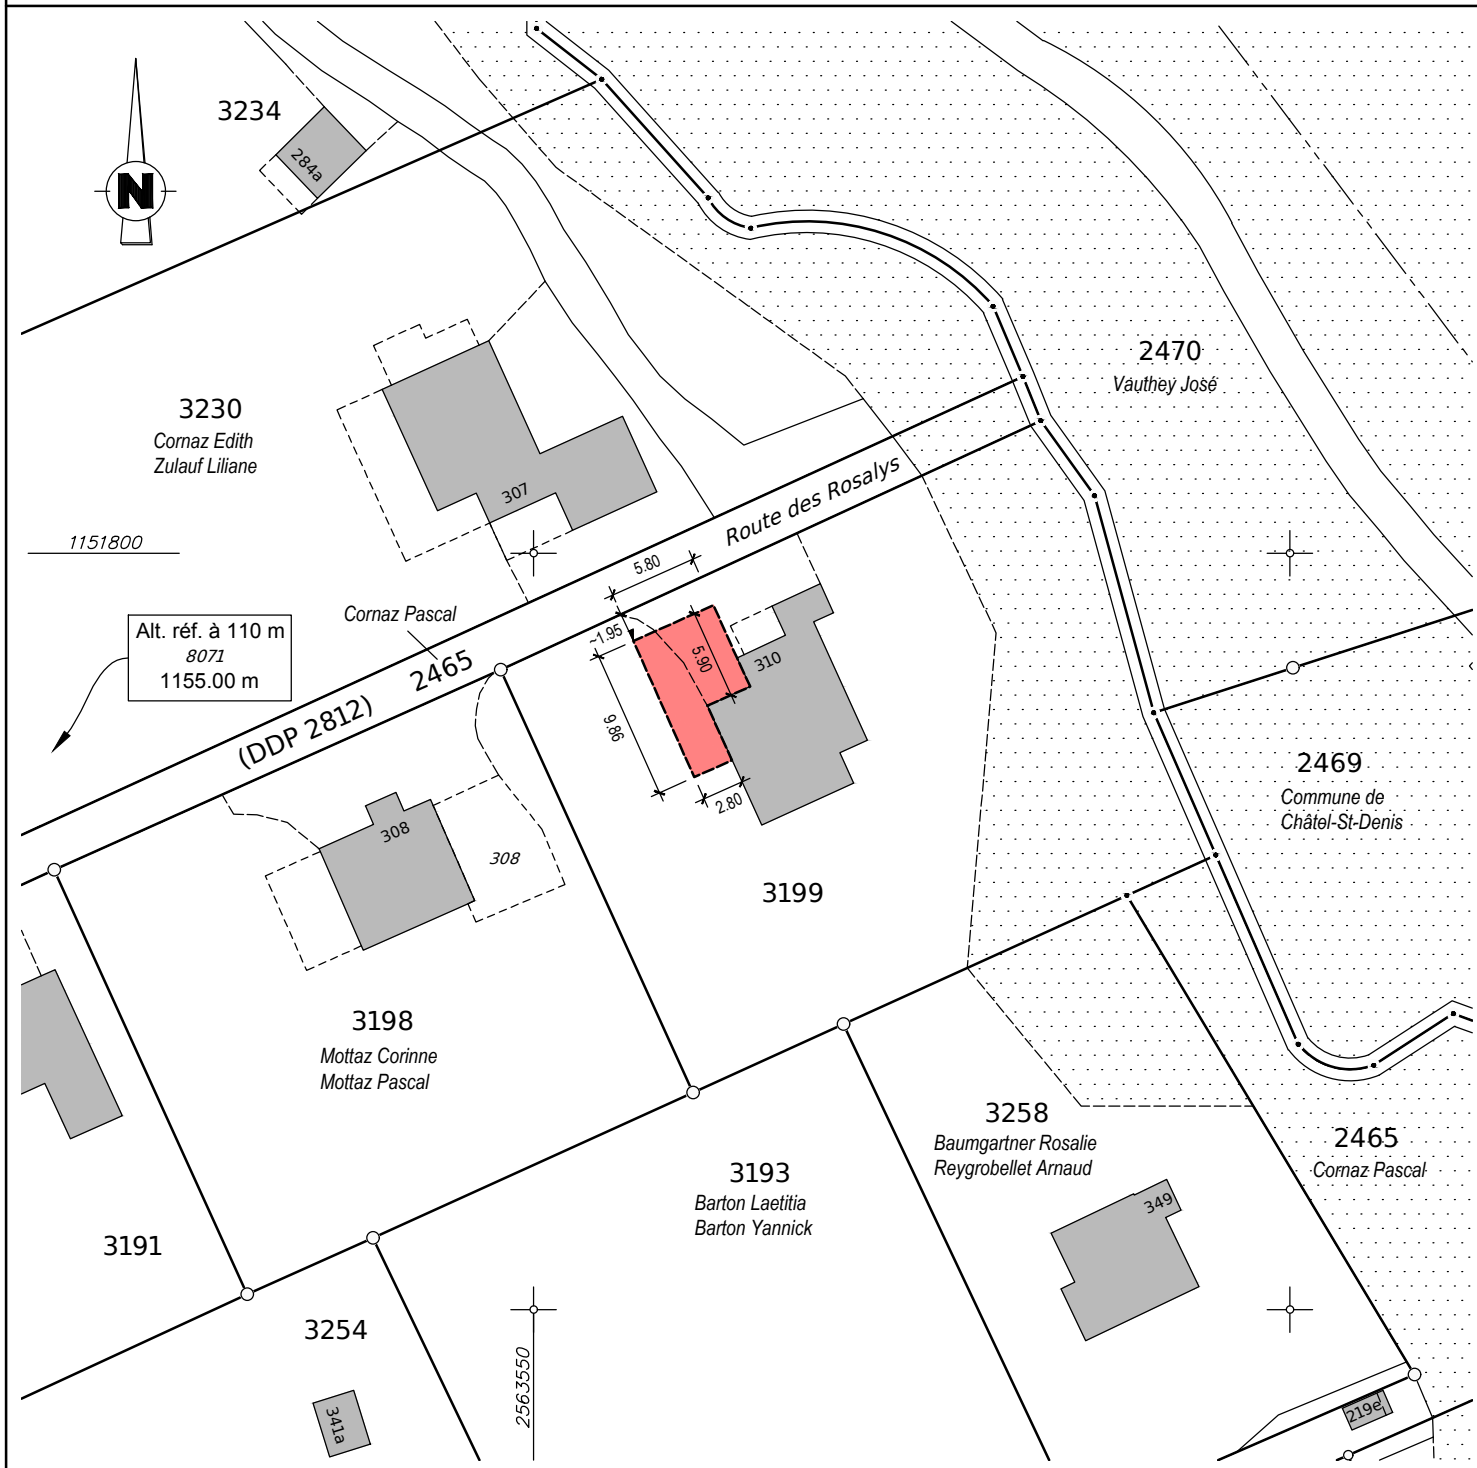 3234
284a
N
2470
Vauthey José
3230
Cornaz Edith
Zulauf Liliane
307
Route des Rosalys
1151800
5.80
Cornaz Pascal
Alt. réf. à 110 m
8071
1155.00 m
~1.95
5.90
310
2465
(DDP 2812)
9.86
2.80
2469
Commune de
Châtel-St-Denis
308
308
3199
3198
Mottaz Corinne
Mottaz Pascal
3258
Baumgartner Rosalie
Reygrobellet Arnaud
2465
Cornaz Pascal
3193
Barton Laetitia
Barton Yannick
349
3191
3254
2563550
341a
219e